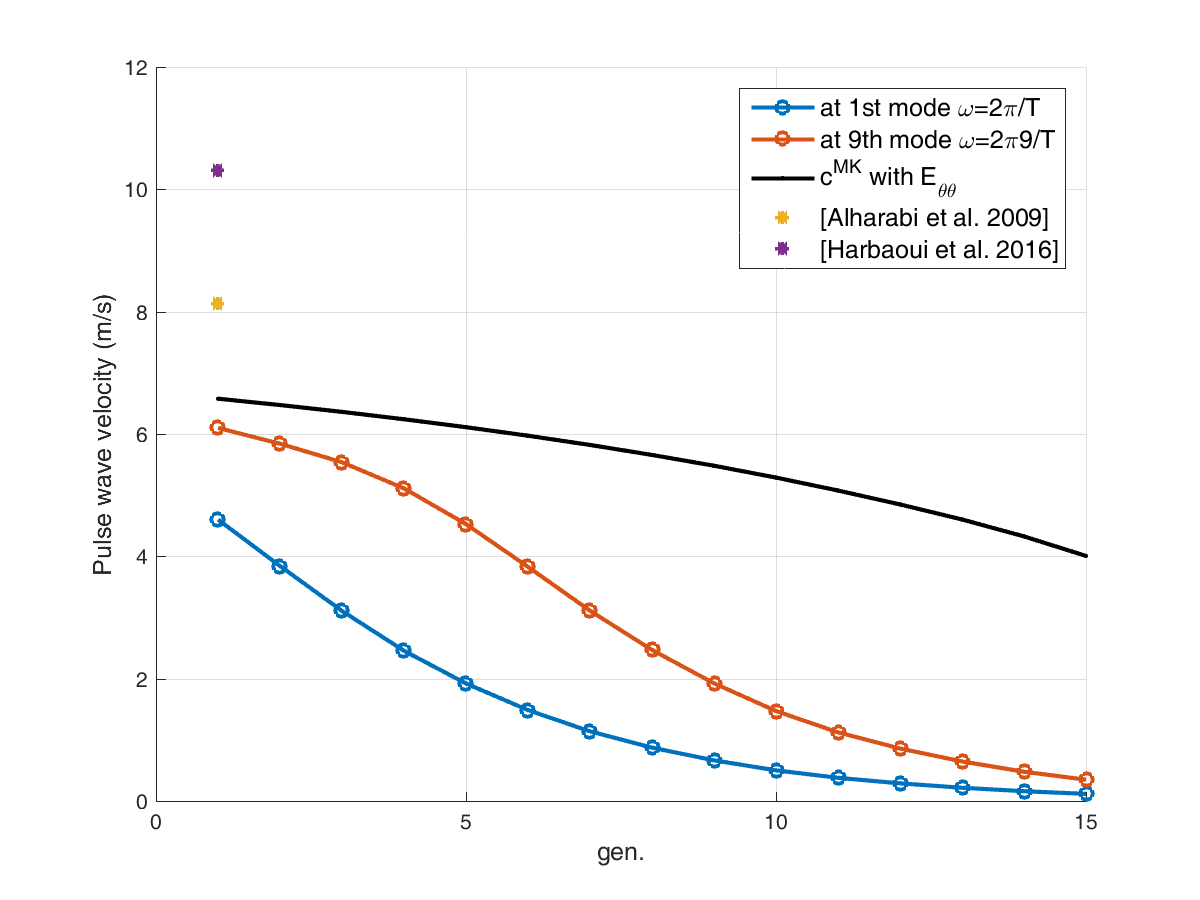 12
10
8
6
4
2
0
0 5 10 15
Pulse wave velocity (m/s)
gen.
at 1st mode ω=2π/T
at 9th mode ω=2π9/T
c^MK with E_θθ
[Alharabi et al. 2009]
[Harbaoui et al. 2016]